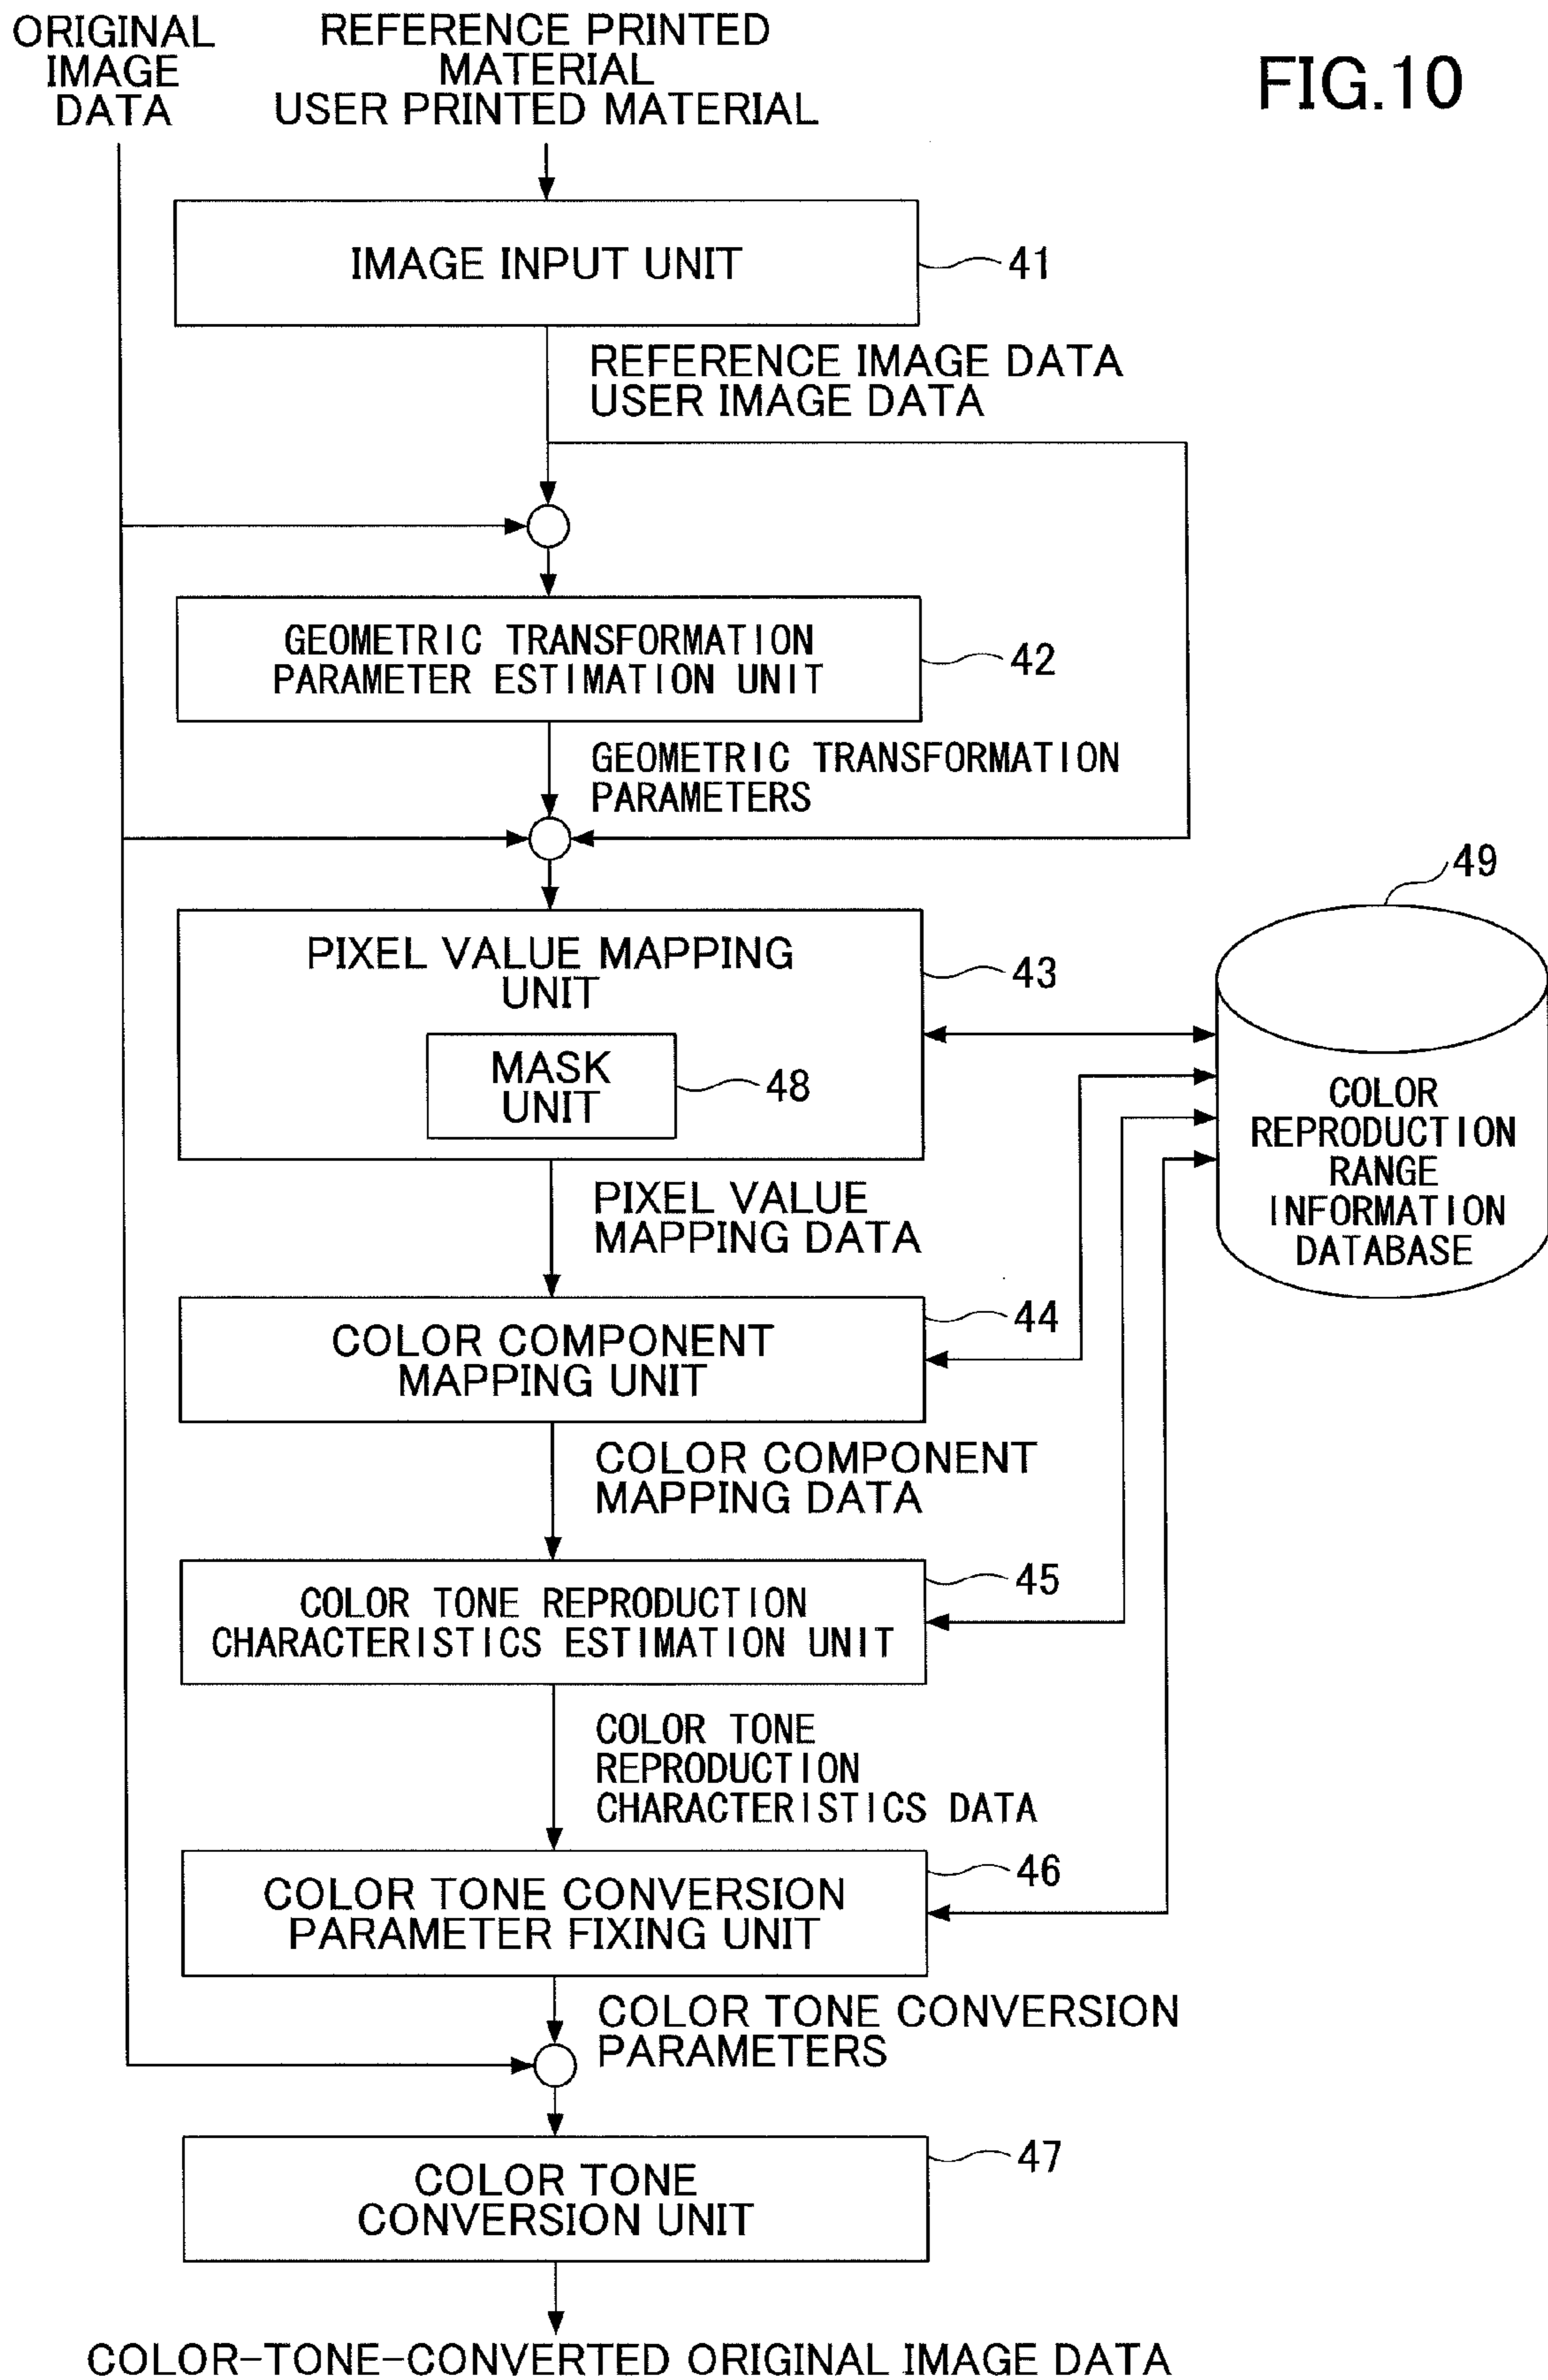 ORIGINAL
IMAGE
DATA
REFERENCE PRINTED
MATERIAL
USER PRINTED MATERIAL
FIG.10
IMAGE INPUT UNIT
41
REFERENCE IMAGE DATA
USER IMAGE DATA
GEOMETRIC TRANSFORMATION
PARAMETER ESTIMATION UNIT
42
GEOMETRIC TRANSFORMATION
PARAMETERS
PIXEL VALUE MAPPING
UNIT
43
MASK
UNIT
48
49
COLOR
REPRODUCTION
RANGE
INFORMATION
DATABASE
PIXEL VALUE
MAPPING DATA
COLOR COMPONENT
MAPPING UNIT
44
COLOR COMPONENT
MAPPING DATA
COLOR TONE REPRODUCTION
CHARACTERISTICS ESTIMATION UNIT
45
COLOR TONE
REPRODUCTION
CHARACTERISTICS DATA
COLOR TONE CONVERSION
PARAMETER FIXING UNIT
46
COLOR TONE CONVERSION
PARAMETERS
COLOR TONE
CONVERSION UNIT
47
COLOR-TONE-CONVERTED ORIGINAL IMAGE DATA